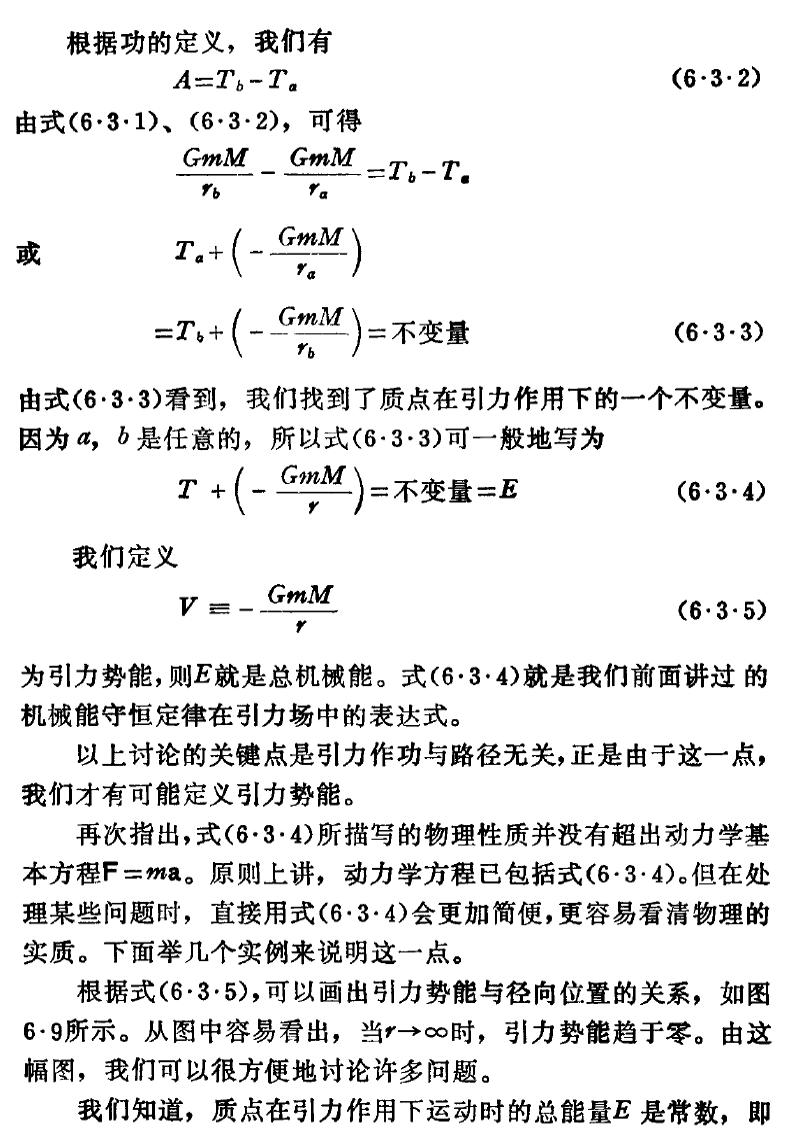 根据功的定义，我们有
A=T_b-T_a (6·3·2)
由式(6·3·1)、(6·3·2)，可得
\frac{GmM}{r_b} - \frac{GmM}{r_a} =T_b-T_a
或 T_a+(-\frac{GmM}{r_a})
=T_b+(-\frac{GmM}{r_b})=不变量 (6·3·3)
由式(6·3·3)看到，我们找到了质点在引力作用下的一个不变量。
因为a，b是任意的，所以式(6·3·3)可一般地写为
T +(-\frac{GmM}{r})=不变量=E (6·3·4)
我们定义
V ≡ -\frac{GmM}{r} (6·3·5)
为引力势能，则E就是总机械能。式(6·3·4)就是我们前面讲过的
机械能守恒定律在引力场中的表达式。
以上讨论的关键点是引力作功与路径无关，正是由于这一点，
我们才有可能定义引力势能。
再次指出，式(6·3·4)所描写的物理性质并没有超出动力学基
本方程F=ma。原则上讲，动力学方程已包括式(6·3·4)。但在处
理某些问题时，直接用式(6·3·4)会更加简便，更容易看清物理的
实质。下面举几个实例来说明这一点。
根据式(6·3·5)，可以画出引力势能与径向位置的关系，如图
6·9所示。从图中容易看出，当r→∞时，引力势能趋于零。由这
幅图，我们可以很方便地讨论许多问题。
我们知道，质点在引力作用下运动时的总能量E是常数，即